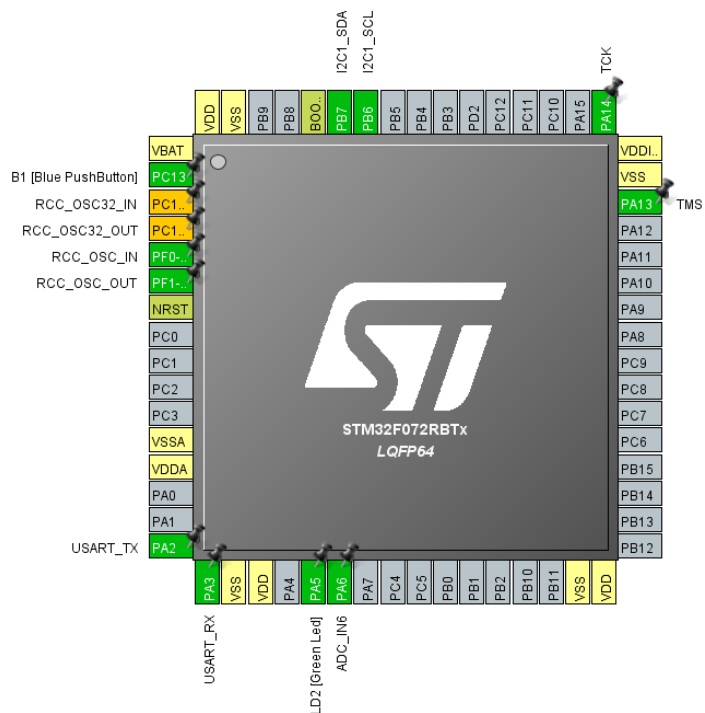 I2C1_SDA
I2C1_SCL
TCK
VDD
VSS
PB9
PB8
BOO..
PB7
PB6
PB5
PB4
PB3
PD2
PC12
PC11
PC10
PA15
PA14
VBAT
B1 [Blue PushButton] PC13
RCC_OSC32_IN PC1..
RCC_OSC32_OUT PC1..
RCC_OSC_IN PF0-..
RCC_OSC_OUT PF1-..
NRST
PC0
PC1
PC2
PC3
VSSA
VDDA
PA0
PA1
USART_TX PA2
VDDI..
VSS
PA13 TMS
PA12
PA11
PA10
PA9
PA8
PC9
PC8
PC7
PC6
PB15
PB14
PB13
PB12
ST
STM32F072RBTx
LQFP64
PA3
VSS
VDD
PA4
PA5
PA6
PA7
PC4
PC5
PB0
PB1
PB2
PB10
PB11
VSS
VDD
USART_RX
LD2 [Green Led]
ADC_IN6